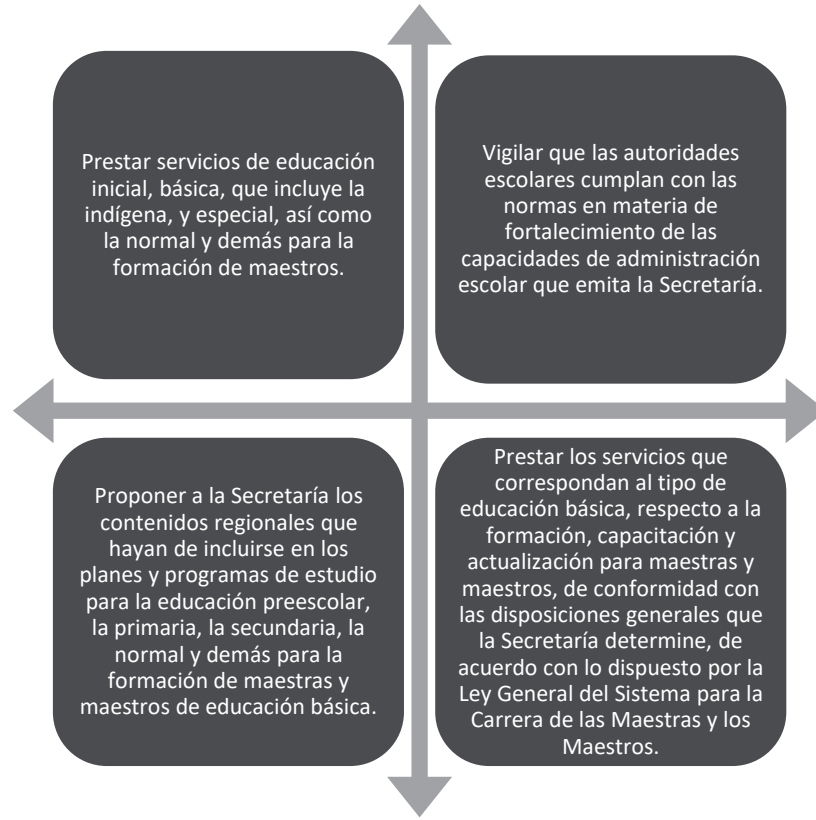 Prestar servicios de educación
inicial, básica, que incluye la
indígena, y especial, así como
la normal y demás para la
formación de maestros.
Vigilar que las autoridades
escolares cumplan con las
normas en materia de
fortalecimiento de las
capacidades de administración
escolar que emita la Secretaría.
Proponer a la Secretaría los
contenidos regionales que
hayan de incluirse en los
planes y programas de estudio
para la educación preescolar,
la primaria, la secundaria, la
normal y demás para la
formación de maestras y
maestros de educación básica.
Prestar los servicios que
correspondan al tipo de
educación básica, respecto a la
formación, capacitación y
actualización para maestras y
maestros, de conformidad con
las disposiciones generales que
la Secretaría determine, de
acuerdo con lo dispuesto por la
Ley General del Sistema para la
Carrera de las Maestras y los
Maestros.